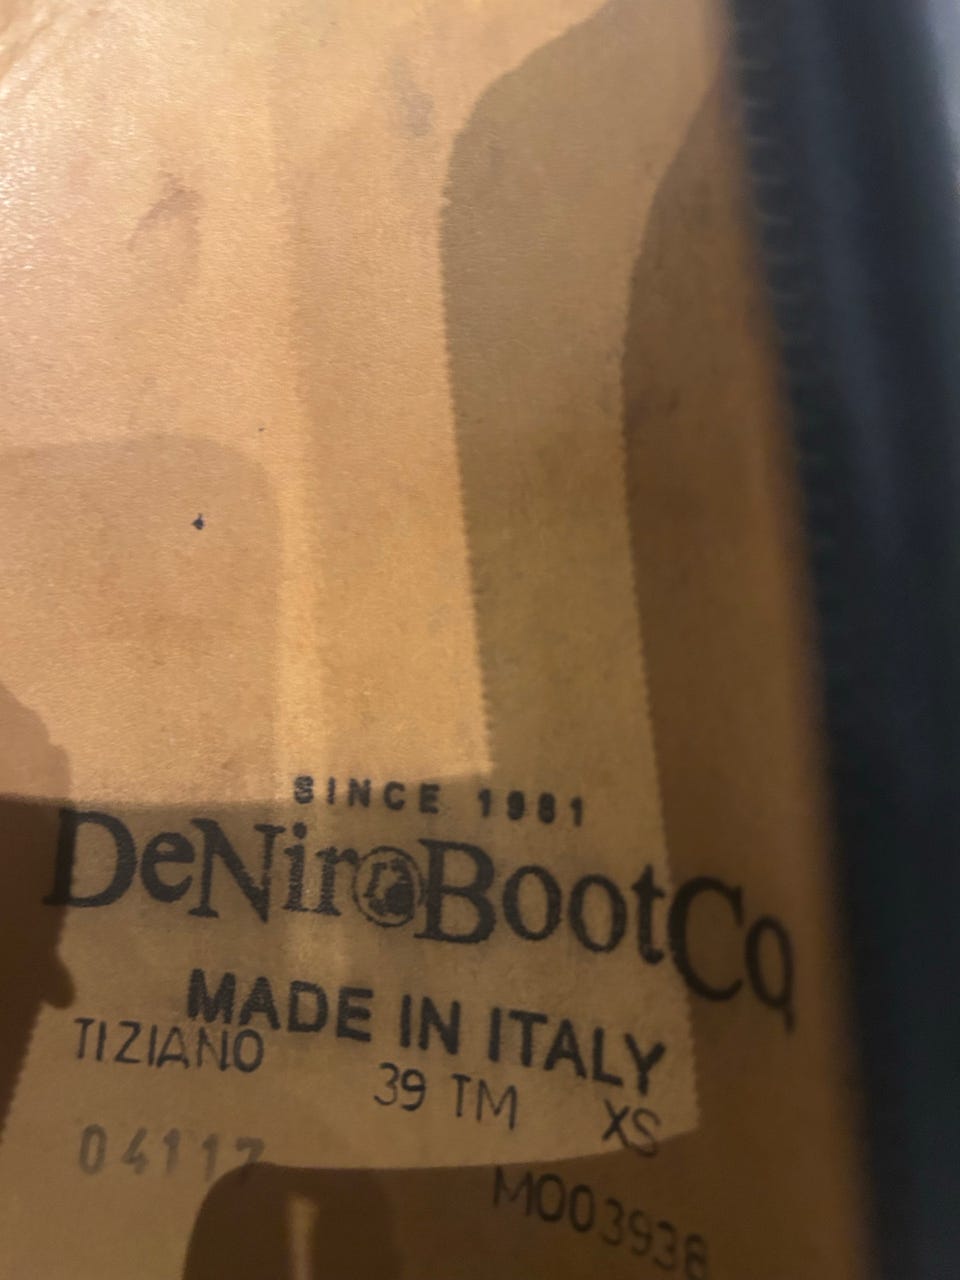 SINCE 1981
DeNiroBootCo
MADE IN ITALY
TIZIANO 39 TM XS
04117
M003938